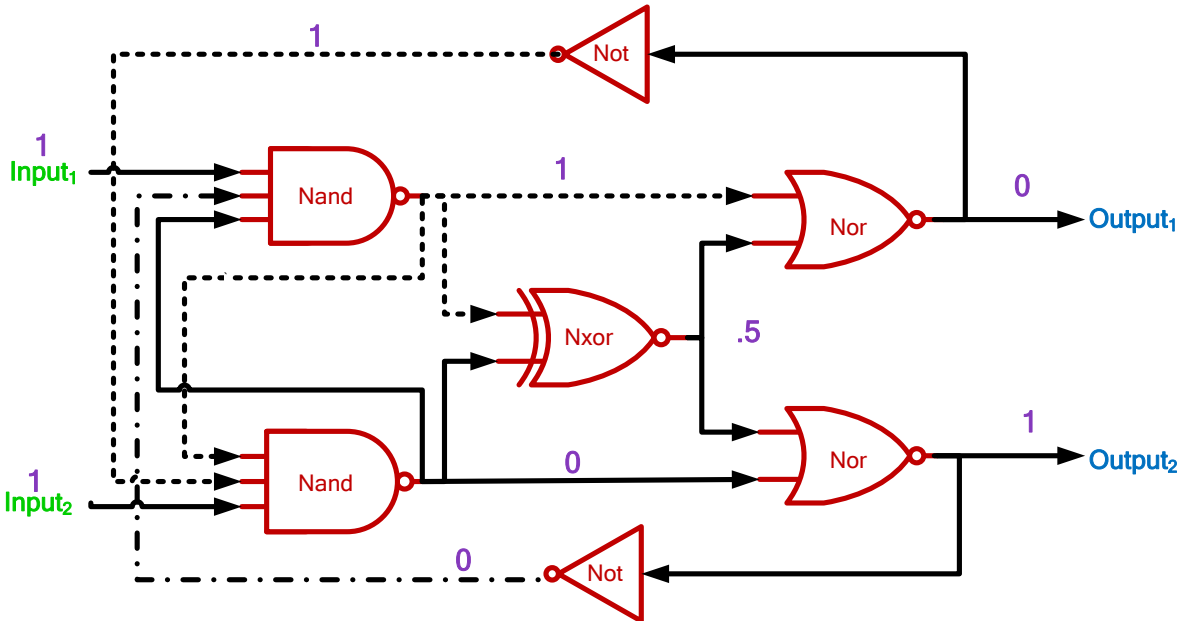 1
Not
1
Input₁
Nand
1
Nor
0
Output₁
Nxor
.5
1
Input₂
Nand
0
Nor
1
Output₂
0
Not